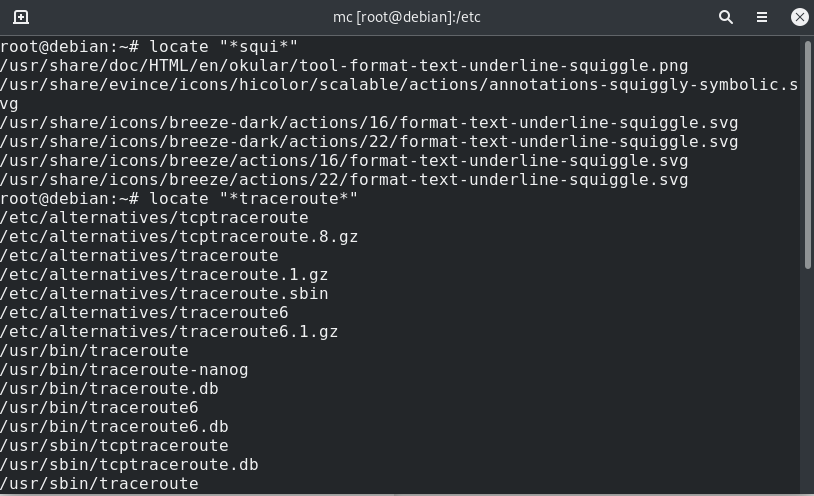 mc [root@debian]:/etc
root@debian:~# locate "*squi*"
/usr/share/doc/HTML/en/okular/tool-format-text-underline-squiggle.png
/usr/share/evince/icons/hicolor/scalable/actions/annotations-squiggly-symbolic.s
vg
/usr/share/icons/breeze-dark/actions/16/format-text-underline-squiggle.svg
/usr/share/icons/breeze-dark/actions/22/format-text-underline-squiggle.svg
/usr/share/icons/breeze/actions/16/format-text-underline-squiggle.svg
/usr/share/icons/breeze/actions/22/format-text-underline-squiggle.svg
root@debian:~# locate "*traceroute*"
/etc/alternatives/tcptraceroute
/etc/alternatives/tcptraceroute.8.gz
/etc/alternatives/traceroute
/etc/alternatives/traceroute.1.gz
/etc/alternatives/traceroute.sbin
/etc/alternatives/traceroute6
/etc/alternatives/traceroute6.1.gz
/usr/bin/traceroute
/usr/bin/traceroute-nanog
/usr/bin/traceroute.db
/usr/bin/traceroute6
/usr/bin/traceroute6.db
/usr/sbin/tcptraceroute
/usr/sbin/tcptraceroute.db
/usr/sbin/traceroute